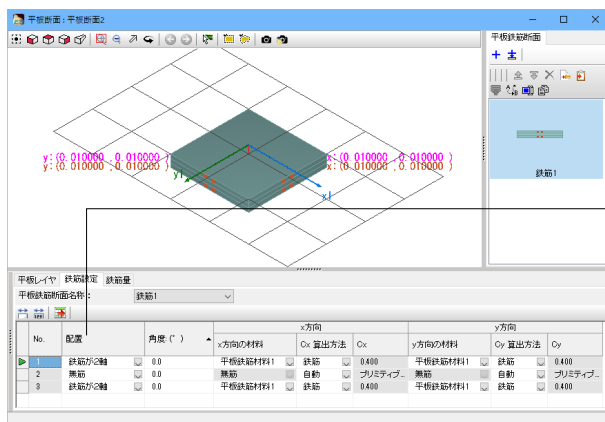 平板断面 : 平板断面2
平板鉄筋断面
y:(0.010000 ,0.010000 )
x:(0.010000 ,0.010000 )
y:(0.010000 ,0.010000 )
x:(0.010000 ,0.010000 )
yl
xl
鉄筋1
平板レイヤ 鉄筋設定 鉄筋量
平板鉄筋断面名称: 鉄筋1
x方向 y方向
No. 配置 角度(°) x方向の材料 Cx 算出方法 Cx y方向の材料 Cy 算出方法 Cy
1 鉄筋が2軸 0.0 平板鉄筋材料1 鉄筋 0.400 平板鉄筋材料1 鉄筋 0.400
2 無筋 0.0 無筋 自動 プリミティブ... 無筋 自動 プリミティブ...
3 鉄筋が2軸 0.0 平板鉄筋材料1 鉄筋 0.400 平板鉄筋材料1 鉄筋 0.400